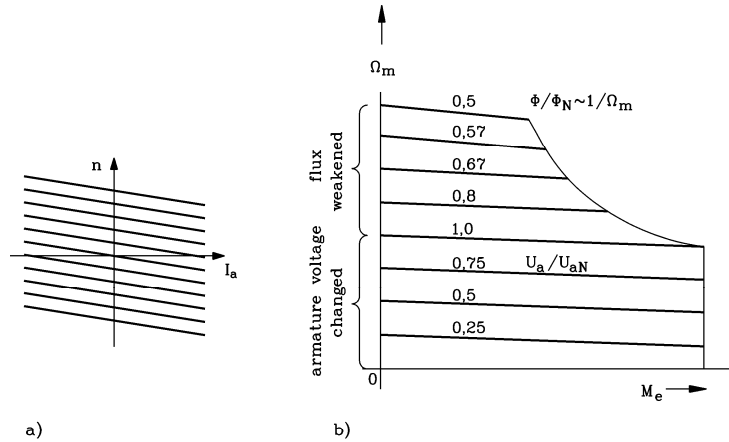 n
I_a
a)
Ω_m
0,5
Φ/Φ_N~1/Ω_m
0,57
0,67
0,8
1,0
0,75
U_a/U_aN
0,5
0,25
flux
weakened
armature voltage
changed
0
M_e
b)